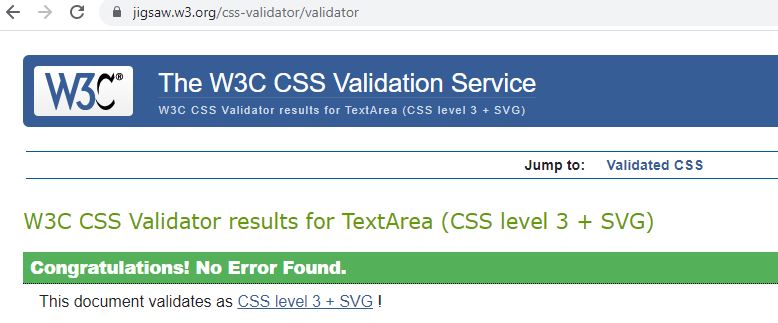 jigsaw.w3.org/css-validator/validator
W3C®
The W3C CSS Validation Service
W3C CSS Validator results for TextArea (CSS level 3 + SVG)
Jump to: Validated CSS
W3C CSS Validator results for TextArea (CSS level 3 + SVG)
Congratulations! No Error Found.
This document validates as CSS level 3 + SVG !